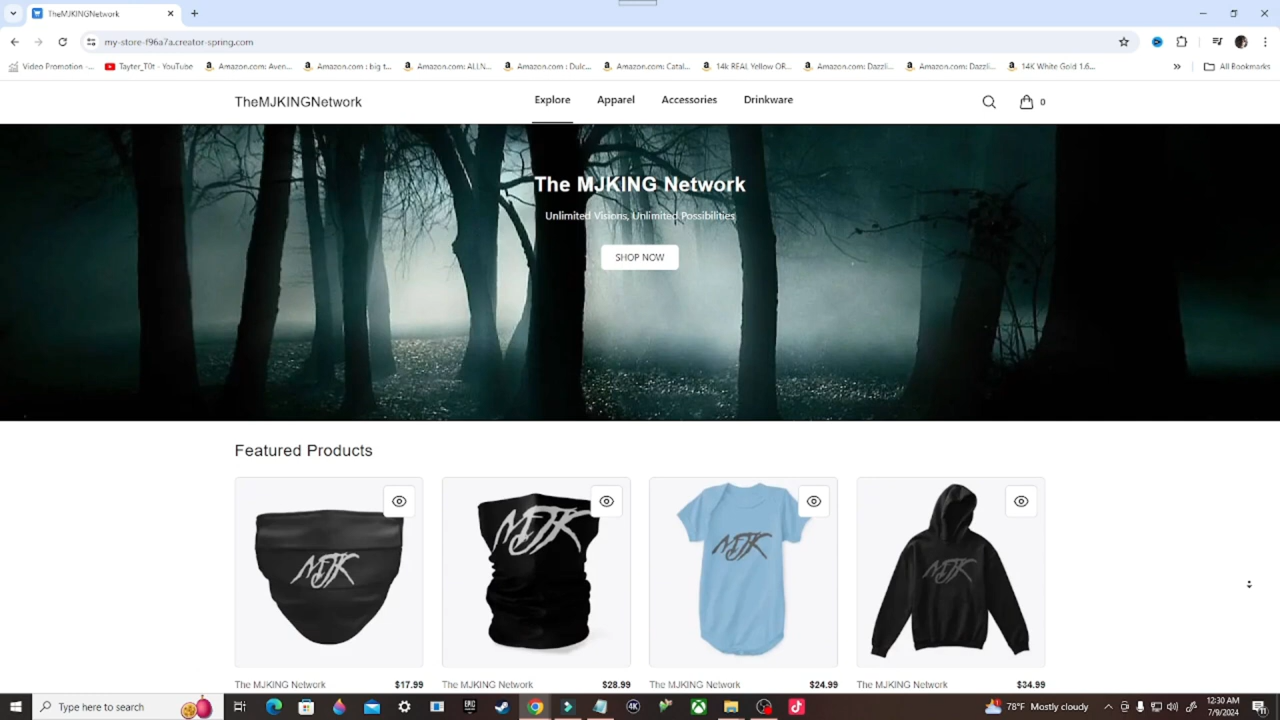 TheMJKINGNetwork
my-store-f96a7a.creator-spring.com
Video Promotion -...
Tayter_T0t - YouTube
Amazon.com: Aven...
Amazon.com : big t...
Amazon.com: ALLN...
Amazon.com : Dulc...
Amazon.com: Catal...
14k REAL Yellow OR...
Amazon.com: Dazzli...
Amazon.com: Dazzli...
14K White Gold 1.6...
All Bookmarks
TheMJKINGNetwork
Explore
Apparel
Accessories
Drinkware
0
The MJKING Network
Unlimited Visions, Unlimited Possibilities
SHOP NOW
Featured Products
MJK
MJK
MJK
MJK
The MJKING Network $17.99
The MJKING Network $28.99
The MJKING Network $24.99
The MJKING Network $34.99
Type here to search
EPIC
4K
78°F Mostly cloudy
12:30 AM
7/9/2024